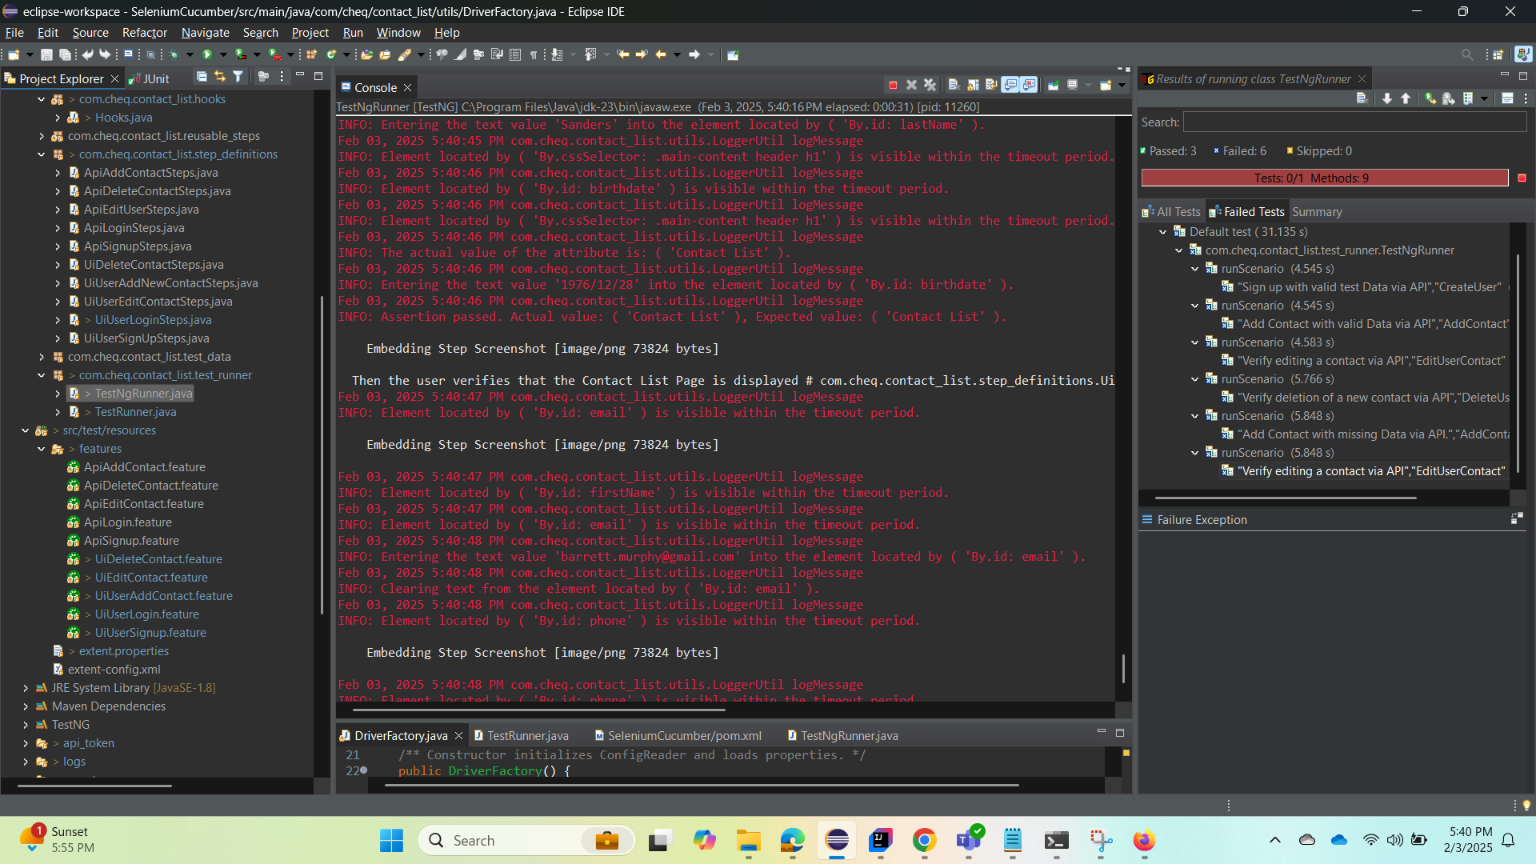 eclipse-workspace - SeleniumCucumber/src/main/java/com/cheq/contact_list/utils/DriverFactory.java - Eclipse IDE
File Edit Source Refactor Navigate Search Project Run Window Help
Project Explorer
JUnit
com.cheq.contact_list.hooks
> Hooks.java
com.cheq.contact_list.reusable_steps
> com.cheq.contact_list.step_definitions
ApiAddContactSteps.java
ApiDeleteContactSteps.java
ApiEditUserSteps.java
ApiLoginSteps.java
ApiSignupSteps.java
UiDeleteContactSteps.java
UiUserAddNewContactSteps.java
UiUserEditContactSteps.java
> UiUserLoginSteps.java
UiUserSignUpSteps.java
com.cheq.contact_list.test_data
> com.cheq.contact_list.test_runner
> TestNgRunner.java
> TestRunner.java
> src/test/resources
> features
ApiAddContact.feature
ApiDeleteContact.feature
ApiEditContact.feature
ApiLogin.feature
ApiSignup.feature
> UiDeleteContact.feature
> UiEditContact.feature
> UiUserAddContact.feature
> UiUserLogin.feature
> UiUserSignup.feature
> extent.properties
extent-config.xml
JRE System Library [JavaSE-1.8]
Maven Dependencies
TestNG
> api_token
> logs
Console
TestNgRunner [TestNG] C:\Program Files\Java\jdk-23\bin\javaw.exe (Feb 3, 2025, 5:40:16 PM elapsed: 0:00:31) [pid: 11260]
INFO: Entering the text value 'Sanders' into the element located by ( 'By.id: lastName' ).
Feb 03, 2025 5:40:45 PM com.cheq.contact_list.utils.LoggerUtil logMessage
INFO: Element located by ( 'By.cssSelector: .main-content header h1' ) is visible within the timeout period.
Feb 03, 2025 5:40:46 PM com.cheq.contact_list.utils.LoggerUtil logMessage
INFO: Element located by ( 'By.id: birthdate' ) is visible within the timeout period.
Feb 03, 2025 5:40:46 PM com.cheq.contact_list.utils.LoggerUtil logMessage
INFO: Element located by ( 'By.cssSelector: .main-content header h1' ) is visible within the timeout period.
Feb 03, 2025 5:40:46 PM com.cheq.contact_list.utils.LoggerUtil logMessage
INFO: The actual value of the attribute is: ( 'Contact List' ).
Feb 03, 2025 5:40:46 PM com.cheq.contact_list.utils.LoggerUtil logMessage
INFO: Entering the text value '1976/12/28' into the element located by ( 'By.id: birthdate' ).
Feb 03, 2025 5:40:46 PM com.cheq.contact_list.utils.LoggerUtil logMessage
INFO: Assertion passed. Actual value: ( 'Contact List' ), Expected value: ( 'Contact List' ).
Embedding Step Screenshot [image/png 73824 bytes]
Then the user verifies that the Contact List Page is displayed # com.cheq.contact_list.step_definitions.Ui
Feb 03, 2025 5:40:47 PM com.cheq.contact_list.utils.LoggerUtil logMessage
INFO: Element located by ( 'By.id: email' ) is visible within the timeout period.
Embedding Step Screenshot [image/png 73824 bytes]
Feb 03, 2025 5:40:47 PM com.cheq.contact_list.utils.LoggerUtil logMessage
INFO: Element located by ( 'By.id: firstName' ) is visible within the timeout period.
Feb 03, 2025 5:40:47 PM com.cheq.contact_list.utils.LoggerUtil logMessage
INFO: Element located by ( 'By.id: email' ) is visible within the timeout period.
Feb 03, 2025 5:40:48 PM com.cheq.contact_list.utils.LoggerUtil logMessage
INFO: Entering the text value 'barrett.murphy@gmail.com' into the element located by ( 'By.id: email' ).
Feb 03, 2025 5:40:48 PM com.cheq.contact_list.utils.LoggerUtil logMessage
INFO: Clearing text from the element located by ( 'By.id: email' ).
Feb 03, 2025 5:40:48 PM com.cheq.contact_list.utils.LoggerUtil logMessage
INFO: Element located by ( 'By.id: phone' ) is visible within the timeout period.
Embedding Step Screenshot [image/png 73824 bytes]
Feb 03, 2025 5:40:48 PM com.cheq.contact_list.utils.LoggerUtil logMessage
INFO: Element located by ( 'By.id: phone' ) is visible within the timeout period.
DriverFactory.java
TestRunner.java
SeleniumCucumber/pom.xml
TestNgRunner.java
21 /** Constructor initializes ConfigReader and loads properties. */
22 public DriverFactory() {
Results of running class TestNgRunner
Search:
Passed: 3 Failed: 6 Skipped: 0
Tests: 0/1 Methods: 9
All Tests Failed Tests Summary
Default test ( 31.135 s)
com.cheq.contact_list.test_runner.TestNgRunner
runScenario (4.545 s)
"Sign up with valid test Data via API","CreateUser" (
runScenario (4.545 s)
"Add Contact with valid Data via API","AddContact"
runScenario (4.583 s)
"Verify editing a contact via API","EditUserContact"
runScenario (5.766 s)
"Verify deletion of a new contact via API","DeleteUs
runScenario (5.848 s)
"Add Contact with missing Data via API.","AddConta
runScenario (5.848 s)
"Verify editing a contact via API","EditUserContact"
Failure Exception
1
Sunset
5:55 PM
Search
5:40 PM
2/3/2025